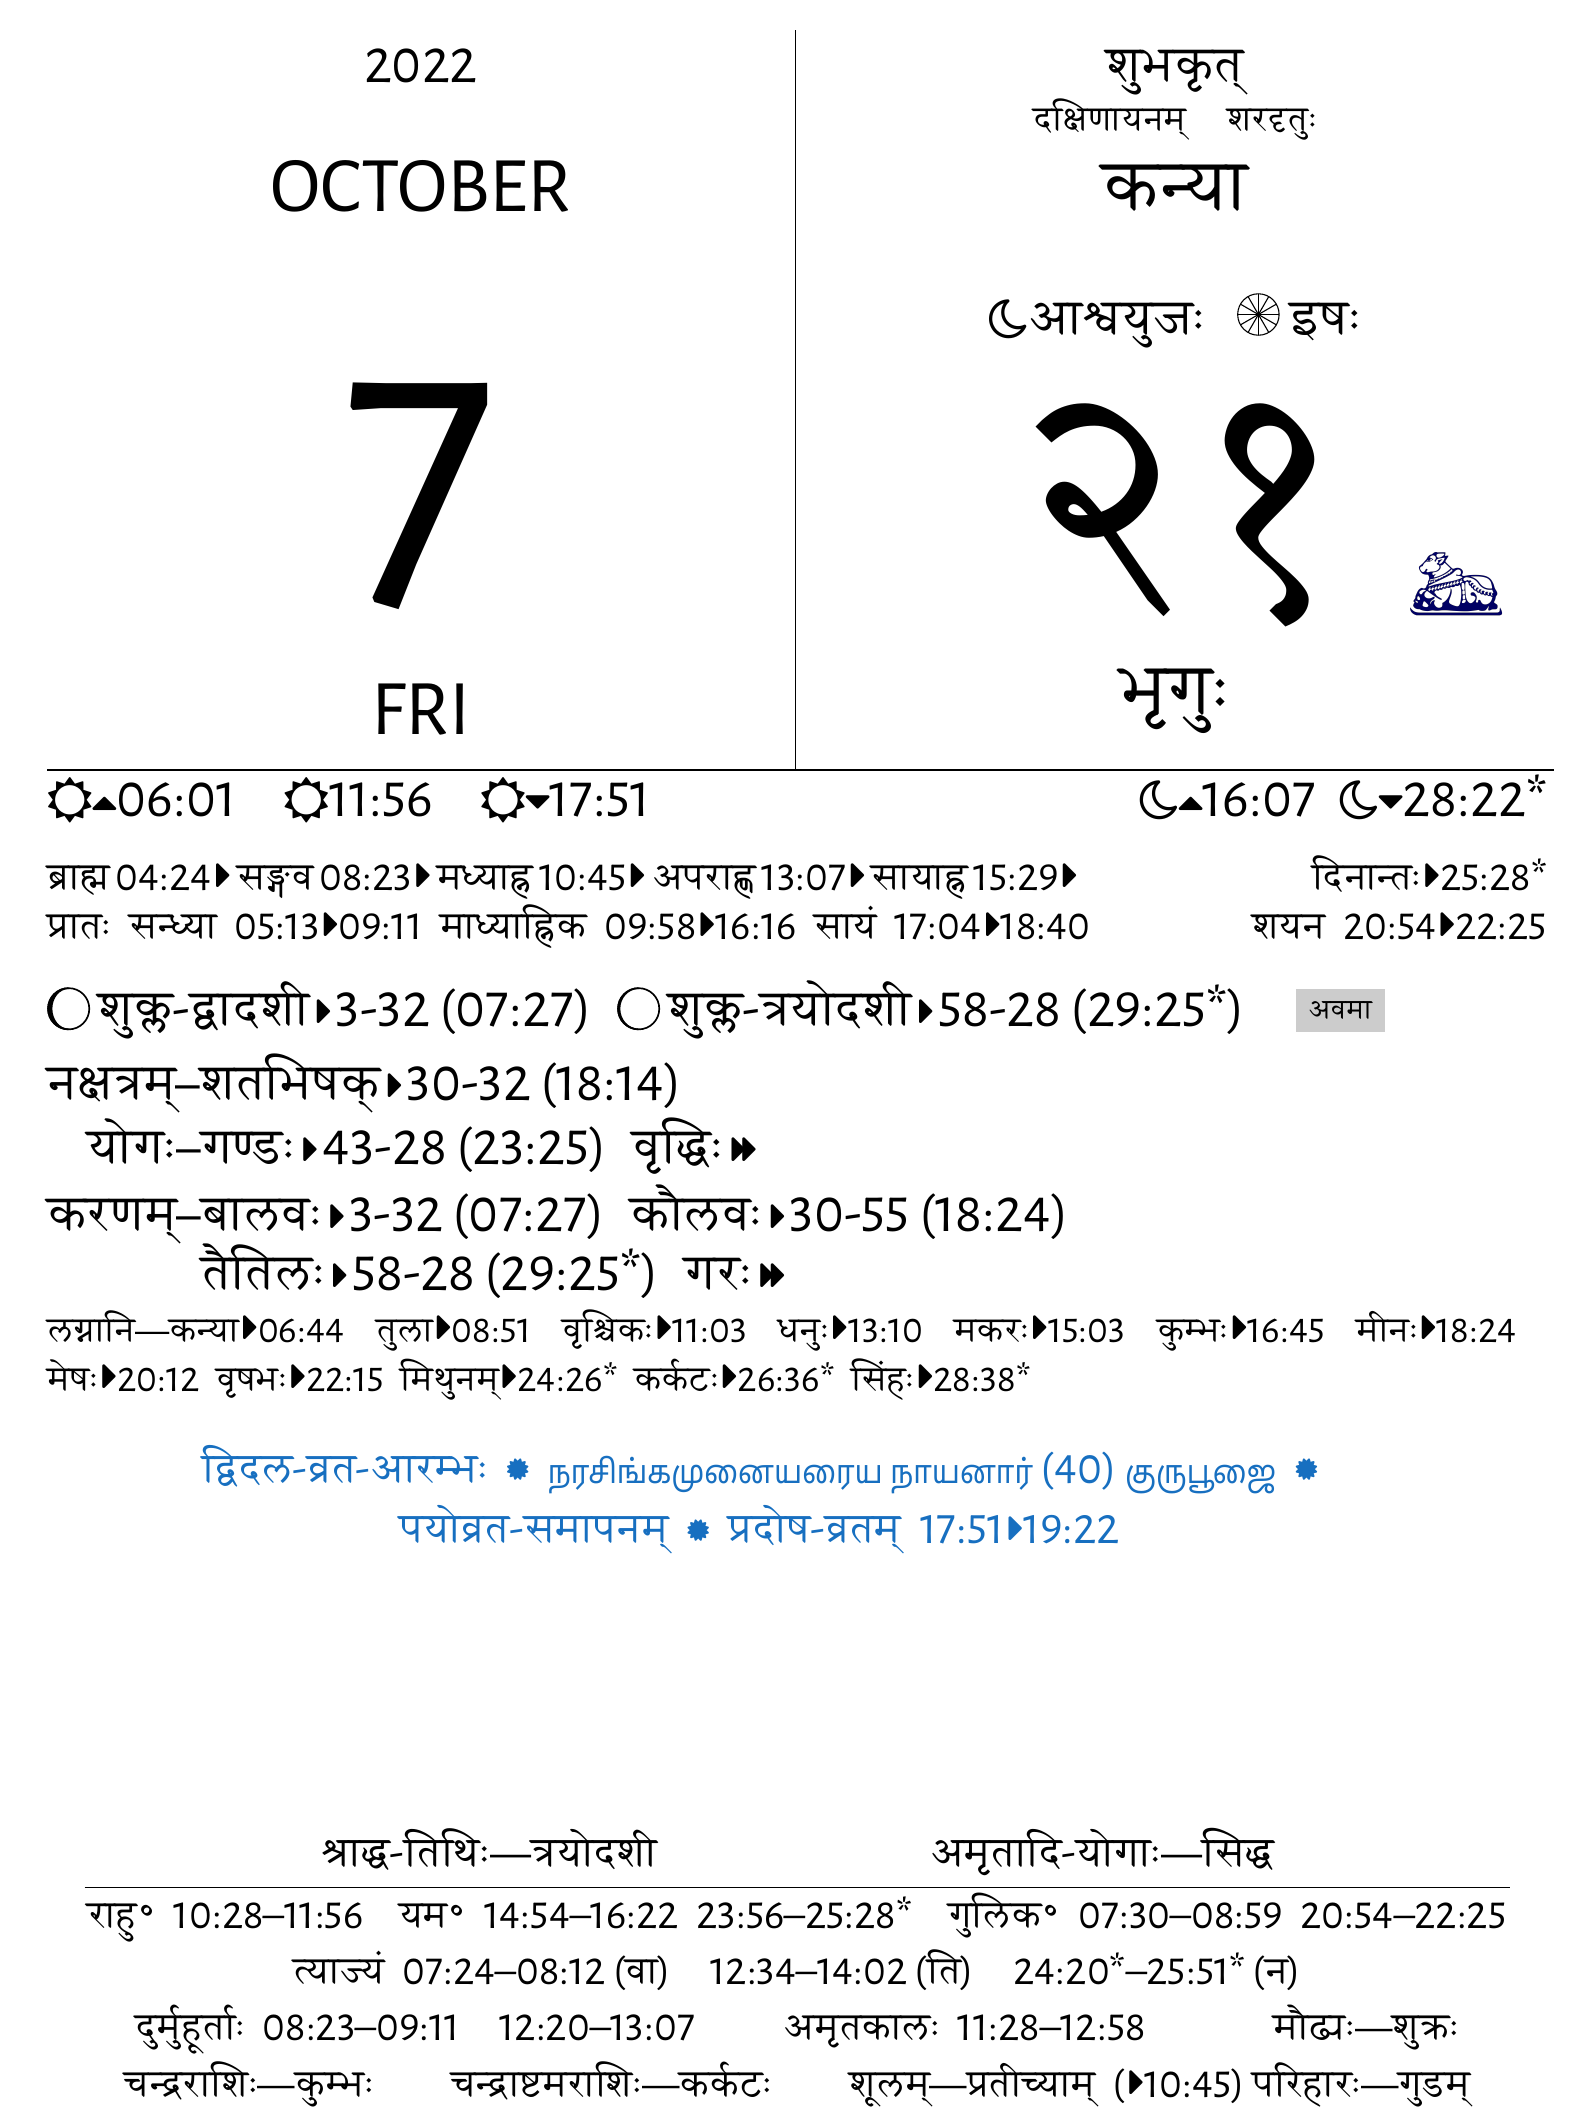 2022
OCTOBER
7
FRI
शुभकृत्
दक्षिणायनम् शरदृतुः
कन्या
आश्वयुजः इषः
२१
भृगुः
06:01 11:56 17:51 16:07 28:22*
ब्राह्म 04:24 सङ्गव 08:23 मध्याह्न 10:45 अपराह्ण 13:07 सायाह्न 15:29 दिनान्तः 25:28*
प्रातः सन्ध्या 05:13 09:11 माध्याह्निक 09:58 16:16 सायं 17:04 18:40 शयन 20:54 22:25
शुक्ल-द्वादशी 3-32 (07:27) शुक्ल-त्रयोदशी 58-28 (29:25*) अवमा
नक्षत्रम्–शतभिषक् 30-32 (18:14)
योगः–गण्डः 43-28 (23:25) वृद्धिः
करणम्–बालवः 3-32 (07:27) कौलवः 30-55 (18:24)
तैतिलः 58-28 (29:25*) गरः
लग्नानि—कन्या 06:44 तुला 08:51 वृश्चिकः 11:03 धनुः 13:10 मकरः 15:03 कुम्भः 16:45 मीनः 18:24
मेषः 20:12 वृषभः 22:15 मिथुनम् 24:26* कर्कटः 26:36* सिंहः 28:38*
द्विदल-व्रत-आरम्भः நரசிங்கமுனையரைய நாயனார் (40) குருபூஜை
पयोव्रत-समापनम् प्रदोष-व्रतम् 17:51 19:22
श्राद्ध-तिथिः—त्रयोदशी अमृतादि-योगाः—सिद्ध
राहु॰ 10:28–11:56 यम॰ 14:54–16:22 23:56–25:28* गुलिक॰ 07:30–08:59 20:54–22:25
त्याज्यं 07:24–08:12 (वा) 12:34–14:02 (ति) 24:20*–25:51* (न)
दुर्मुहूर्ताः 08:23–09:11 12:20–13:07 अमृतकालः 11:28–12:58 मौढ्यः—शुक्रः
चन्द्रराशिः—कुम्भः चन्द्राष्टमराशिः—कर्कटः शूलम्—प्रतीच्याम् (10:45) परिहारः—गुडम्